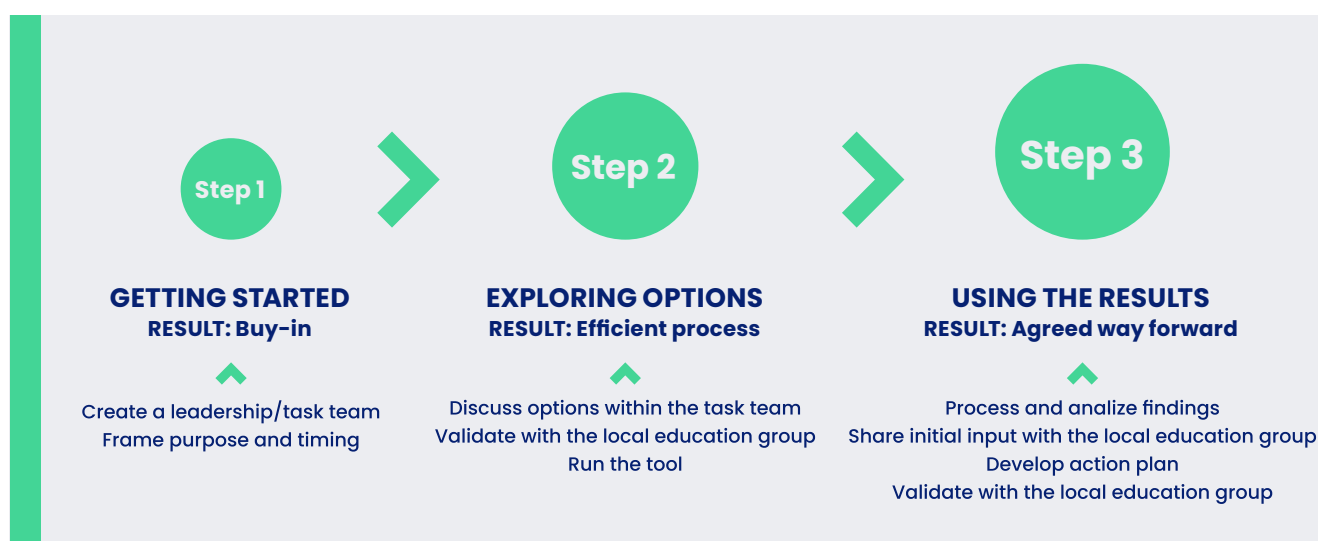 Step 1
Step 2
Step 3
GETTING STARTED
RESULT: Buy-in
Create a leadership/task team
Frame purpose and timing
EXPLORING OPTIONS
RESULT: Efficient process
Discuss options within the task team
Validate with the local education group
Run the tool
USING THE RESULTS
RESULT: Agreed way forward
Process and analize findings
Share initial input with the local education group
Develop action plan
Validate with the local education group